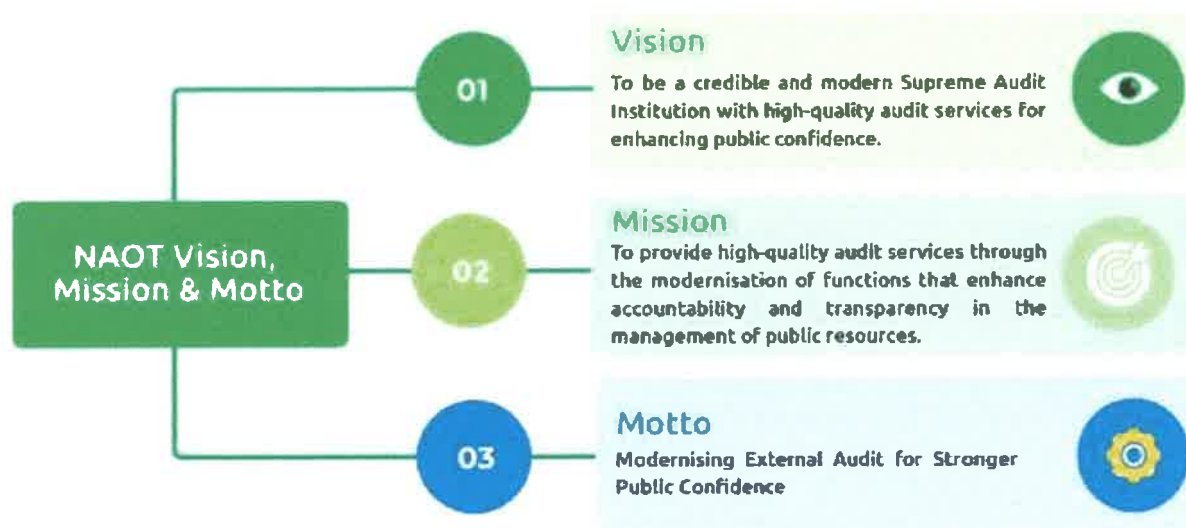 NAOT Vision,
Mission & Motto
01
Vision
To be a credible and modern Supreme Audit
Institution with high-quality audit services for
enhancing public confidence.
02
Mission
To provide high-quality audit services through
the modernisation of functions that enhance
accountability and transparency in the
management of public resources.
03
Motto
Modernising External Audit for Stronger
Public Confidence